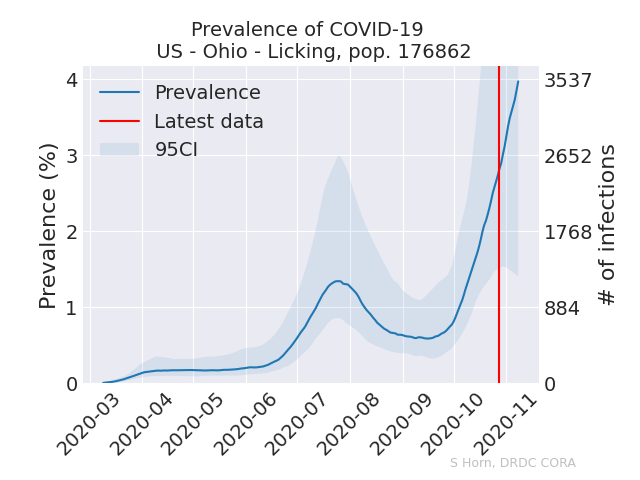 Prevalence of COVID-19
US - Ohio - Licking, pop. 176862
Prevalence
Latest data
95CI
Prevalence (%)
4
3
2
1
0
3537
2652
1768
884
0
# of infections
2020-03
2020-04
2020-05
2020-06
2020-07
2020-08
2020-09
2020-10
2020-11
S Horn, DRDC CORA